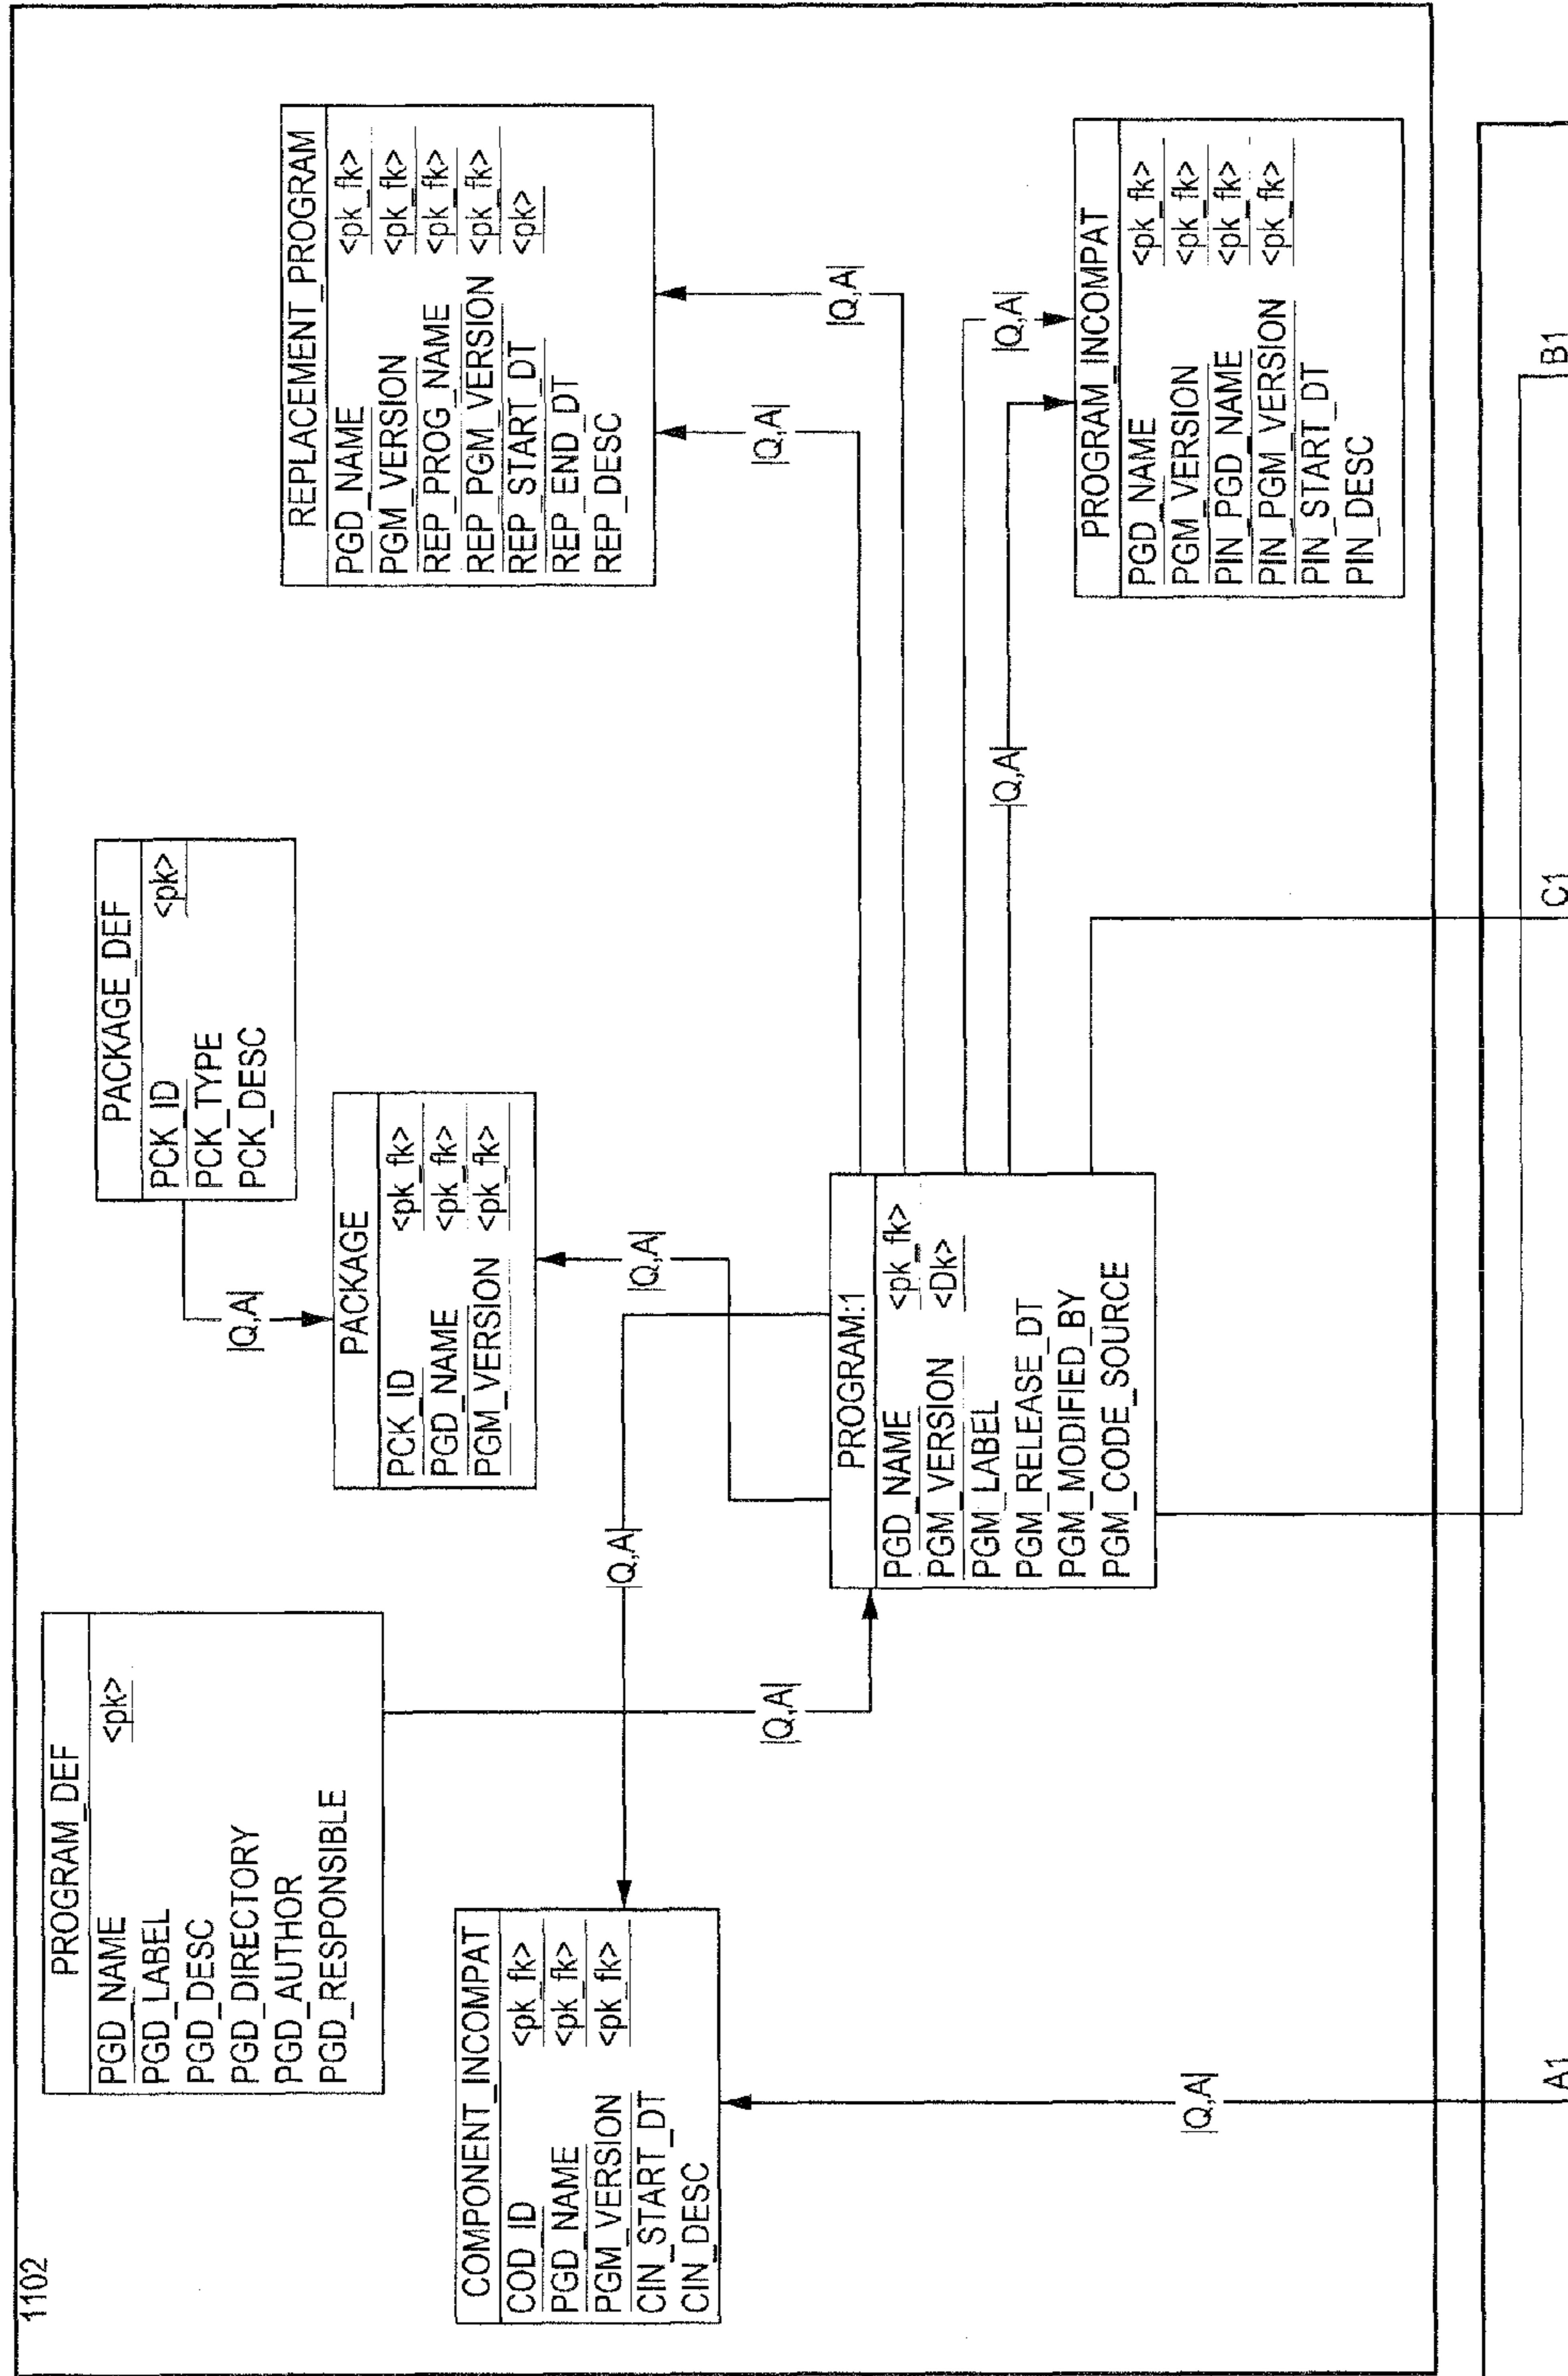 1102
PROGRAM_DEF
PGD_NAME <pk>
PGD_LABEL
PGD_DESC
PGD_DIRECTORY
PGD_AUTHOR
PGD_RESPONSIBLE
PACKAGE_DEF
PCK_ID <pk>
PCK_TYPE
PCK_DESC
|Q,A|
PACKAGE
PCK_ID <pk_fk>
PGD_NAME <pk_fk>
PGM_VERSION <pk_fk>
REPLACEMENT_PROGRAM
PGD_NAME <pk_fk>
PGM_VERSION <pk_fk>
REP_PROG_NAME <pk_fk>
REP_PGM_VERSION <pk_fk>
REP_START_DT <pk>
REP_END_DT
REP_DESC
COMPONENT_INCOMPAT
COD_ID <pk_fk>
PGD_NAME <pk_fk>
PGM_VERSION <pk_fk>
CIN_START_DT
CIN_DESC
|Q,A|
|Q,A|
|Q,A|
|Q,A|
|Q,A|
PROGRAM:1
PGD_NAME <pk_fk>
PGM_VERSION <Dk>
PGM_LABEL
PGM_RELEASE_DT
PGM_MODIFIED_BY
PGM_CODE_SOURCE
|Q,A|
|Q,A|
PROGRAM_INCOMPAT
PGD_NAME <pk_fk>
PGM_VERSION <pk_fk>
PIN_PGD_NAME <pk_fk>
PIN_PGM_VERSION <pk_fk>
PIN_START_DT
PIN_DESC
|Q,A|
A1
C1
B1